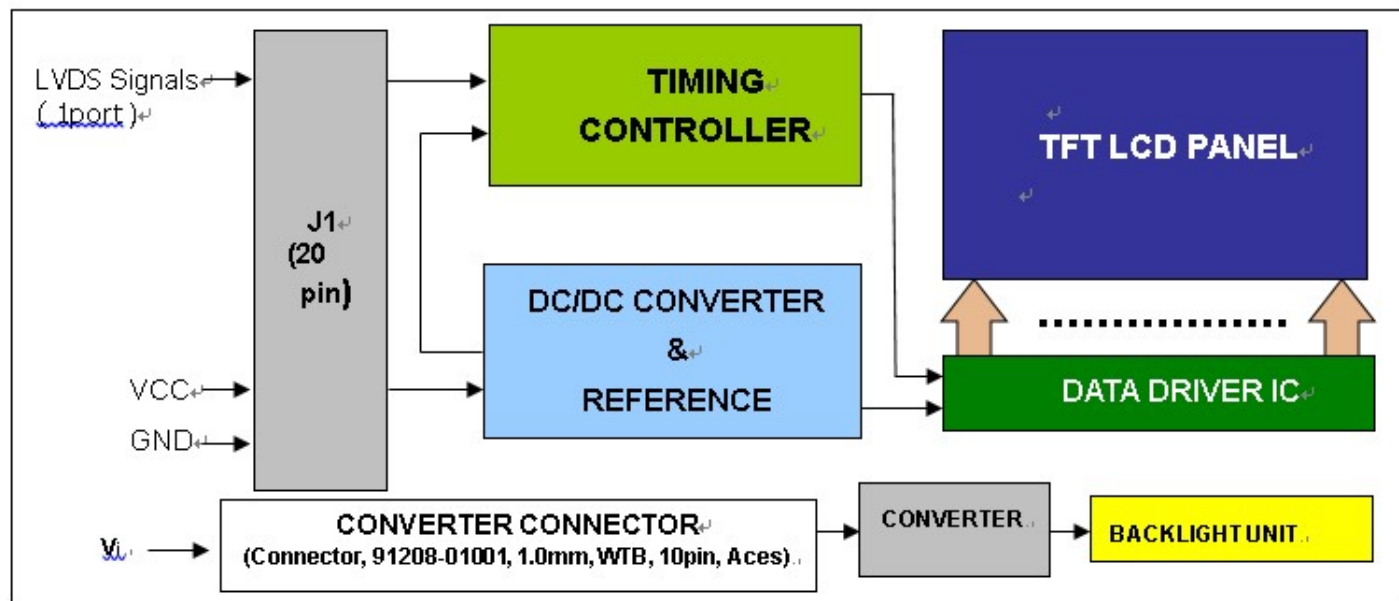 LVDS Signals
( 1port )
VCC
GND
J1
(20
pin)
TIMING
CONTROLLER
DC/DC CONVERTER
&
REFERENCE
TFT LCD PANEL
DATA DRIVER IC
Vi
CONVERTER CONNECTOR
(Connector, 91208-01001, 1.0mm, WTB, 10pin, Aces)
CONVERTER
BACKLIGHT UNIT